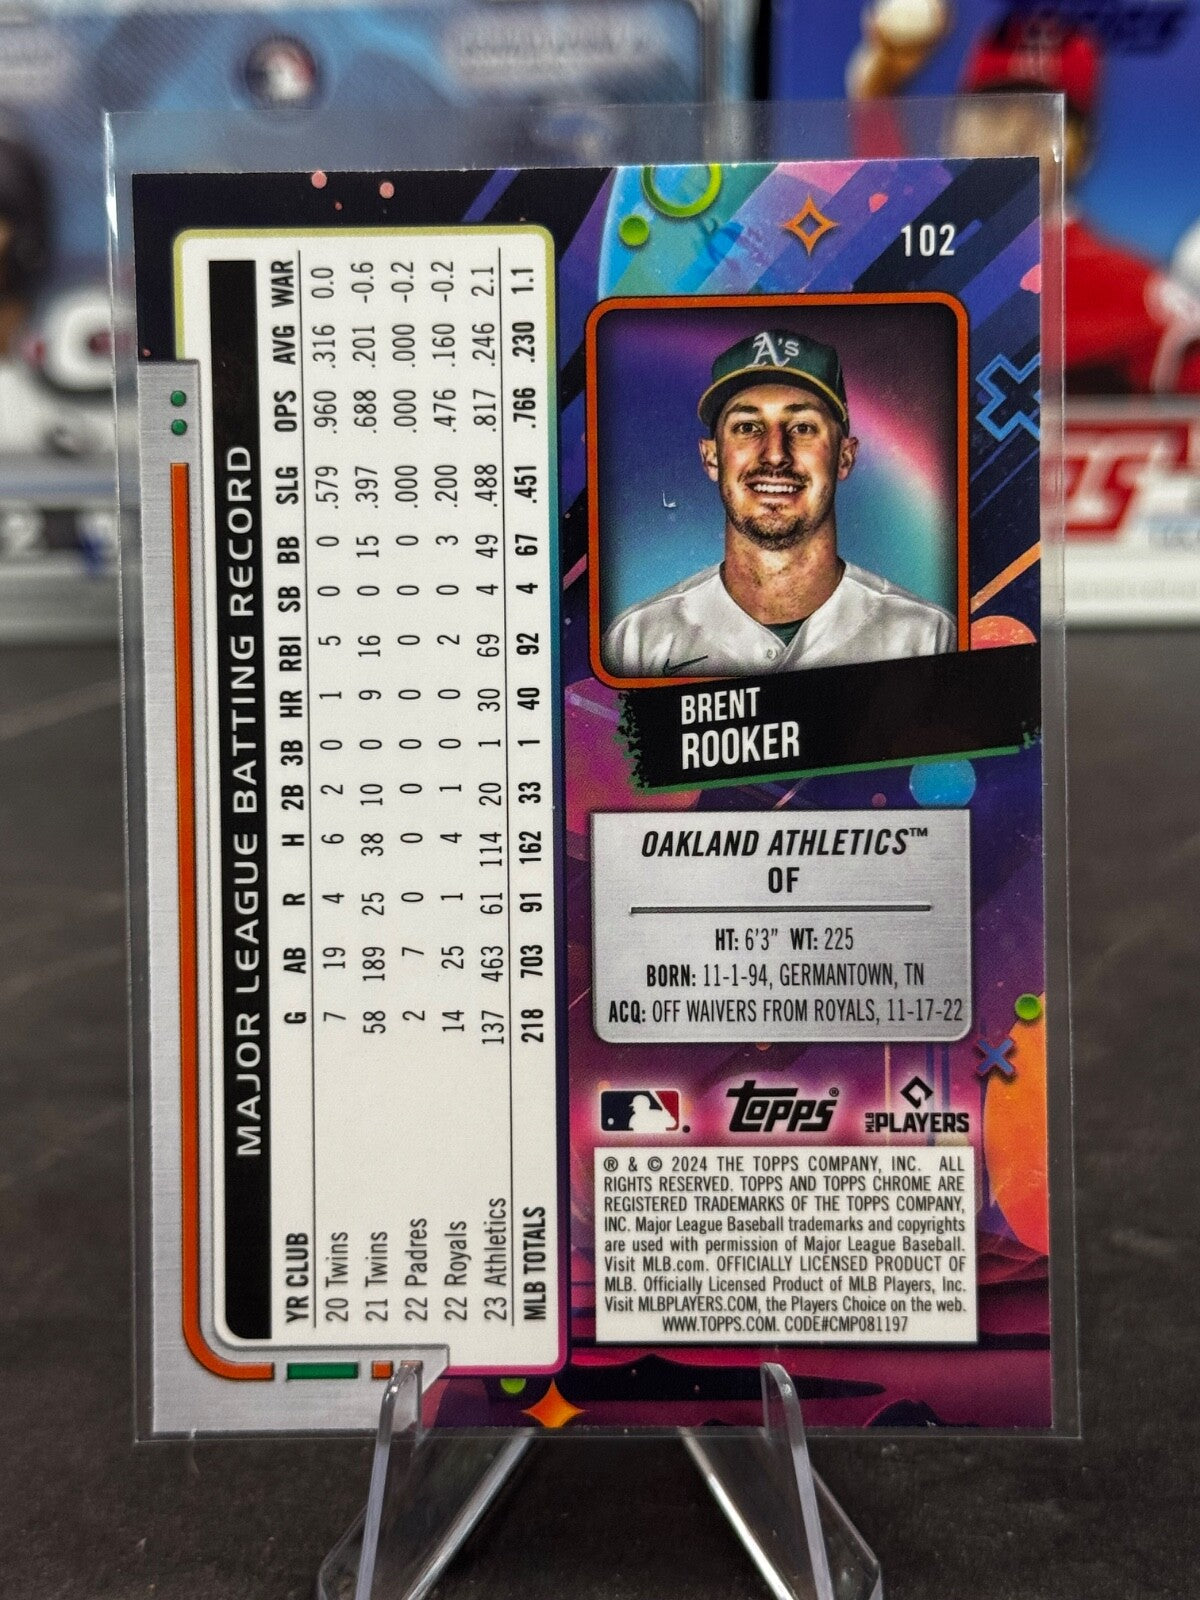 102
A's
BRENT
ROOKER
OAKLAND ATHLETICS™
OF
HT: 6'3" WT: 225
BORN: 11-1-94, GERMANTOWN, TN
ACQ: OFF WAIVERS FROM ROYALS, 11-17-22
topps®
MLB PLAYERS
® & © 2024 THE TOPPS COMPANY, INC. ALL
RIGHTS RESERVED. TOPPS AND TOPPS CHROME ARE
REGISTERED TRADEMARKS OF THE TOPPS COMPANY,
INC. Major League Baseball trademarks and copyrights
are used with permission of Major League Baseball.
Visit MLB.com. OFFICIALLY LICENSED PRODUCT OF
MLB. Officially Licensed Product of MLB Players, Inc.
Visit MLBPLAYERS.COM, the Players Choice on the web.
WWW.TOPPS.COM. CODE#CMP081197
MAJOR LEAGUE BATTING RECORD
YR CLUB G AB R H 2B 3B HR RBI SB BB SLG OPS AVG WAR
20 Twins 7 19 4 6 2 0 1 5 0 0 .579 .960 .316 0.0
21 Twins 58 189 25 38 10 0 9 16 0 15 .397 .688 .201 -0.6
22 Padres 2 7 0 0 0 0 0 0 0 0 .000 .000 .000 -0.2
22 Royals 14 25 1 4 1 0 0 2 0 3 .200 .476 .160 -0.2
23 Athletics 137 463 61 114 20 1 30 69 4 49 .488 .817 .246 2.1
MLB TOTALS 218 703 91 162 33 1 40 92 4 67 .451 .766 .230 1.1